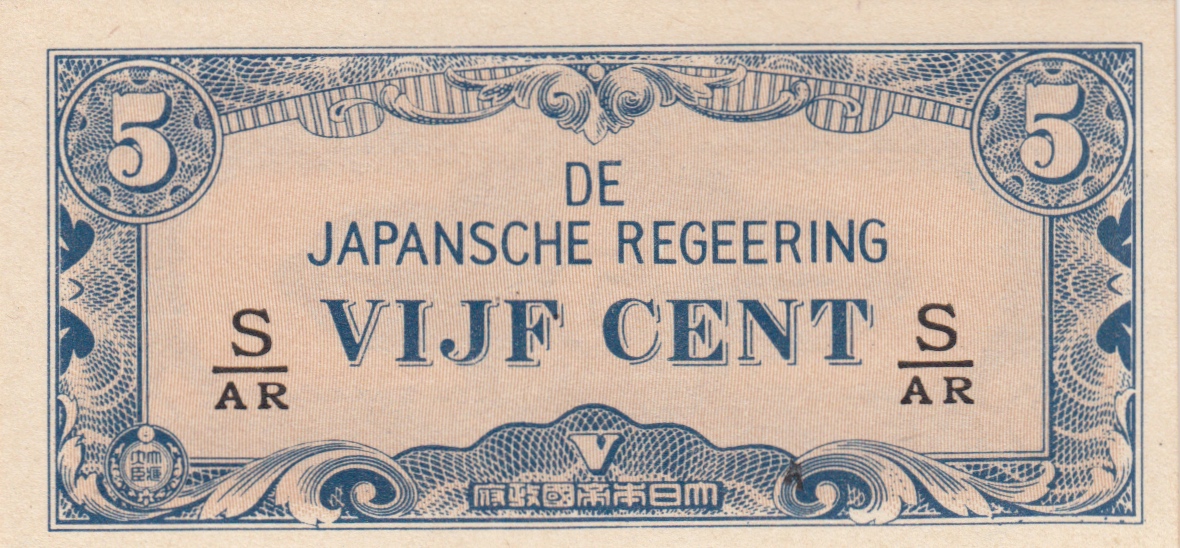 5
5
DE
JAPANSCHE REGEERING
VIJF CENT
S
AR
S
AR
V
大日本帝國政府